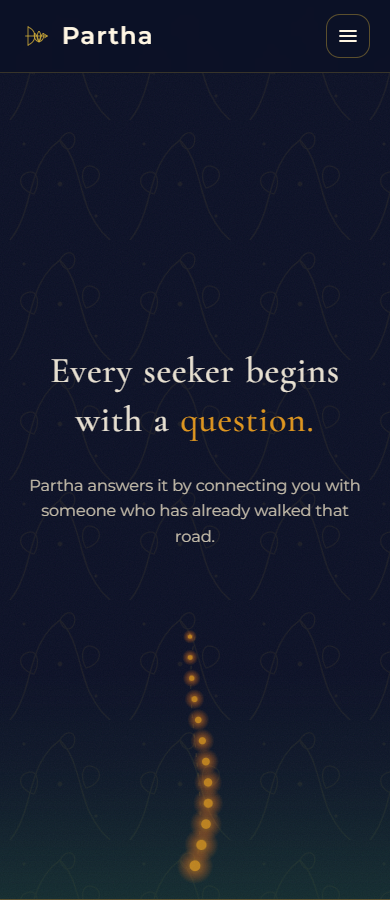 Partha
Every seeker begins
with a question.
Partha answers it by connecting you with
someone who has already walked that
road.